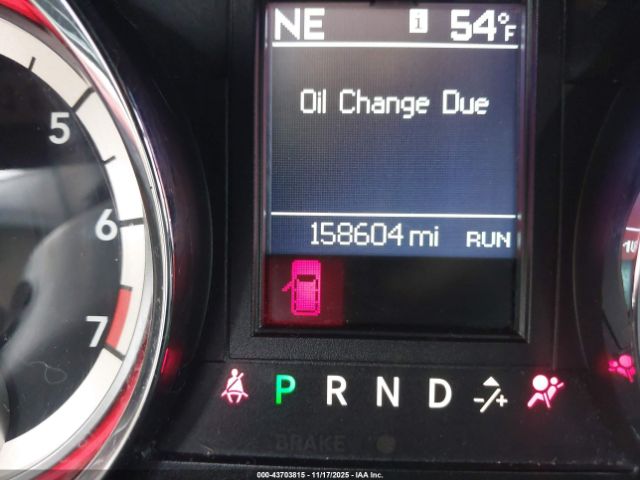 NE i 54°F
Oil Change Due
5
6
7
158604 mi RUN
P R N D -/+
BRAKE
000-43703815 - 11/17/2025 - IAA Inc.